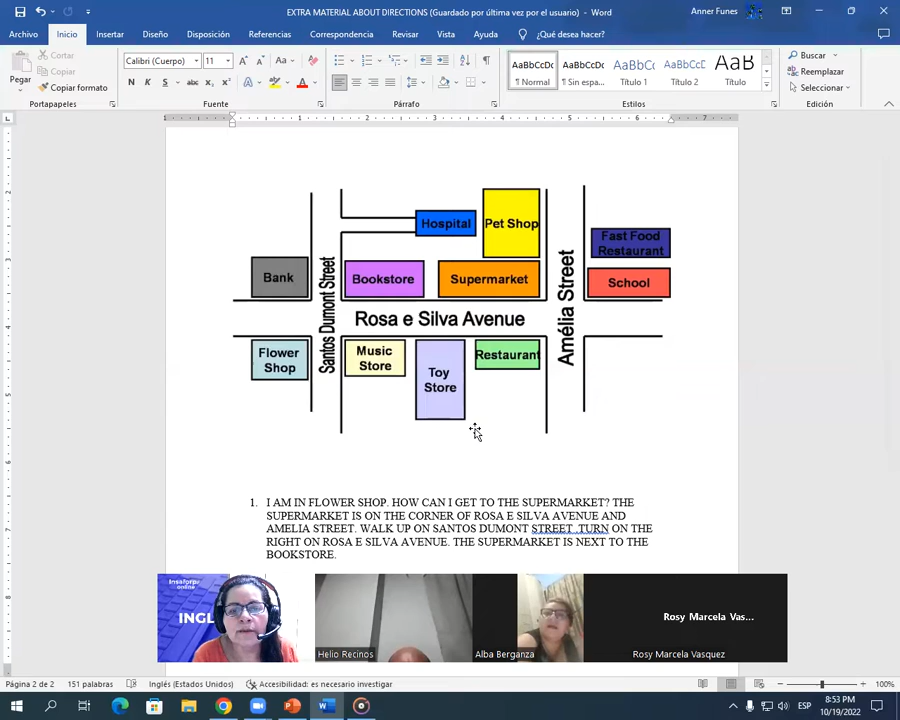 EXTRA MATERIAL ABOUT DIRECTIONS (Guardado por última vez por el usuario) - Word
Anner Funes
Archivo Inicio Insertar Diseño Disposición Referencias Correspondencia Revisar Vista Ayuda ¿Qué desea hacer?
Pegar
Cortar
Copiar
Copiar formato
Calibri (Cuerpo) 11
Portapapeles Fuente Párrafo Estilos Edición
AaBbCcDc AaBbCcDc AaBbCc AaBbCcD AaB
¶ Normal ¶ Sin espa... Título 1 Título 2 Título
Buscar
Reemplazar
Seleccionar
Hospital
Pet Shop
Fast Food
Restaurant
Bank
Bookstore
Supermarket
School
Santos Dumont Street
Rosa e Silva Avenue
Amélia Street
Flower
Shop
Music
Store
Toy
Store
Restaurant
1. I AM IN FLOWER SHOP. HOW CAN I GET TO THE SUPERMARKET? THE
SUPERMARKET IS ON THE CORNER OF ROSA E SILVA AVENUE AND
AMELIA STREET. WALK UP ON SANTOS DUMONT STREET .TURN ON THE
RIGHT ON ROSA E SILVA AVENUE. THE SUPERMARKET IS NEXT TO THE
BOOKSTORE.
Insaforp
online
INGL
Helio Recinos
Alba Berganza
Rosy Marcela Vas...
Rosy Marcela Vasquez
Página 2 de 2 151 palabras Inglés (Estados Unidos) Accesibilidad: es necesario investigar 100%
ESP
8:53 PM
10/19/2022